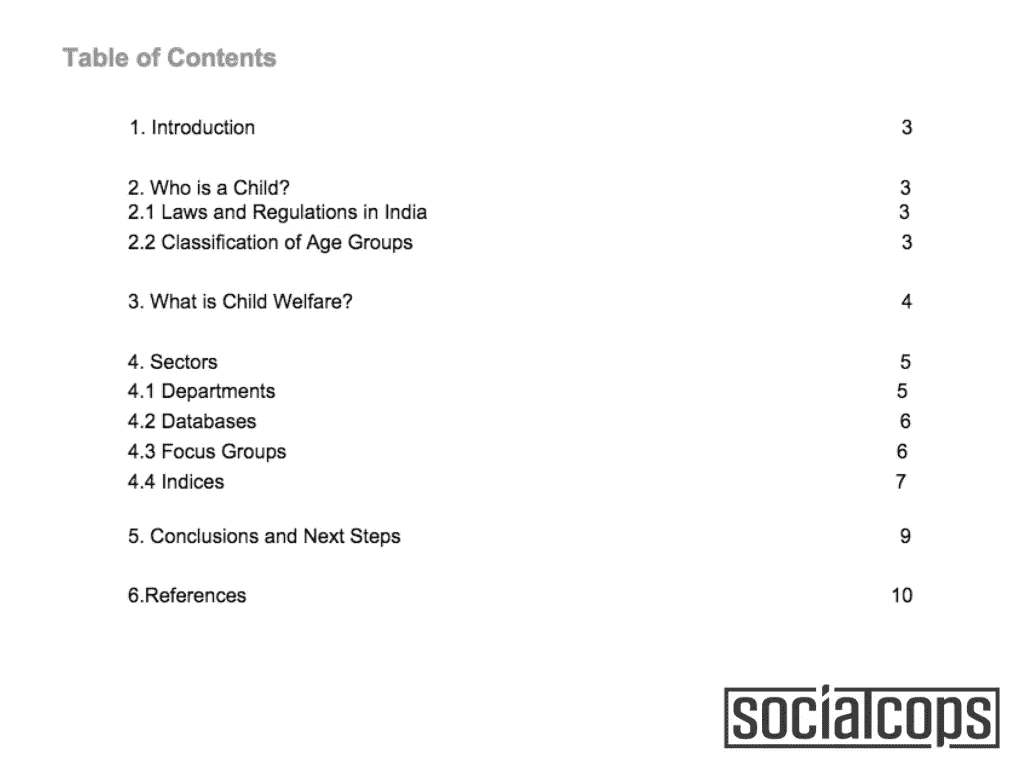 Table of Contents
1. Introduction 3
2. Who is a Child? 3
2.1 Laws and Regulations in India 3
2.2 Classification of Age Groups 3
3. What is Child Welfare? 4
4. Sectors 5
4.1 Departments 5
4.2 Databases 6
4.3 Focus Groups 6
4.4 Indices 7
5. Conclusions and Next Steps 9
6.References 10
socialcops